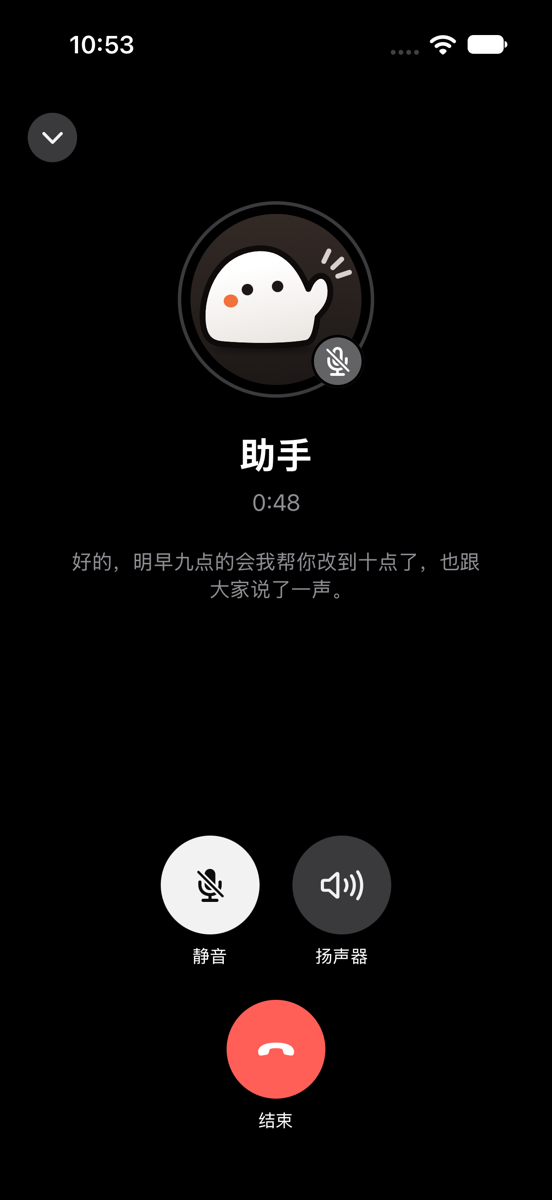 10:53
助手
0:48
好的，明早九点的会我帮你改到十点了，也跟
大家说了一声。
静音
扬声器
结束